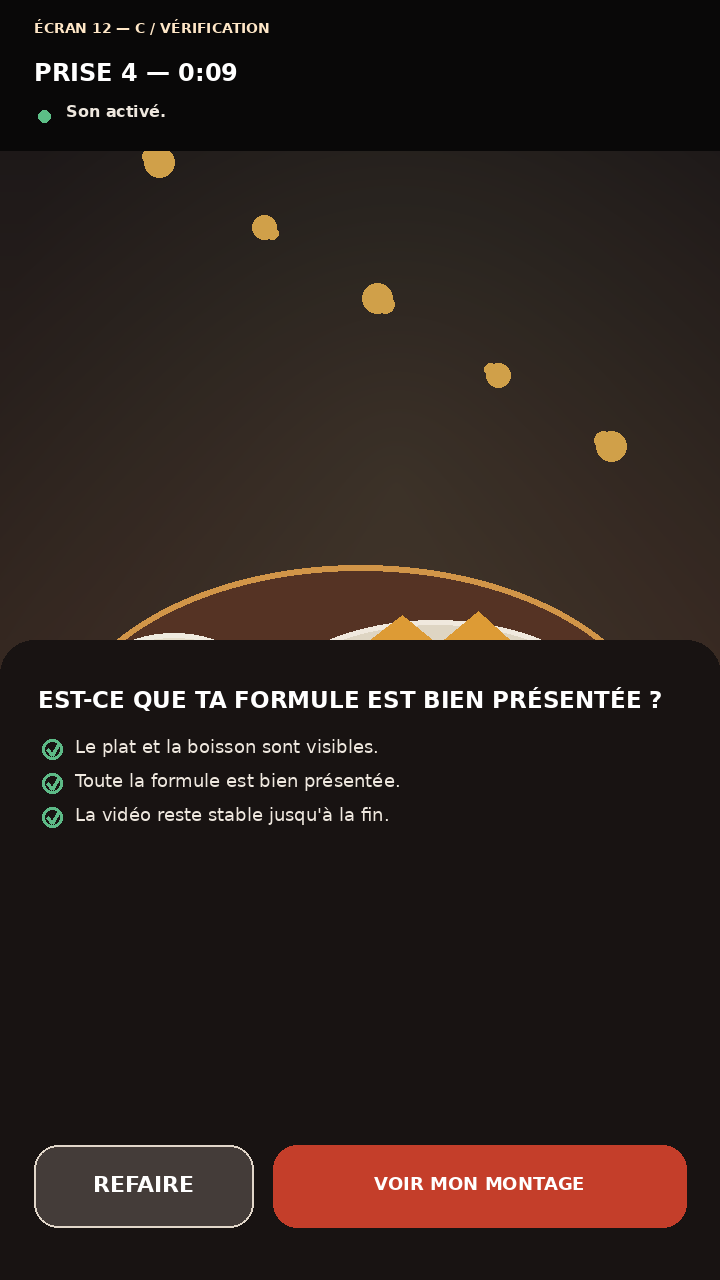 ÉCRAN 12 — C / VÉRIFICATION
PRISE 4 — 0:09
Son activé.
EST-CE QUE TA FORMULE EST BIEN PRÉSENTÉE ?
Le plat et la boisson sont visibles.
Toute la formule est bien présentée.
La vidéo reste stable jusqu'à la fin.
REFAIRE
VOIR MON MONTAGE